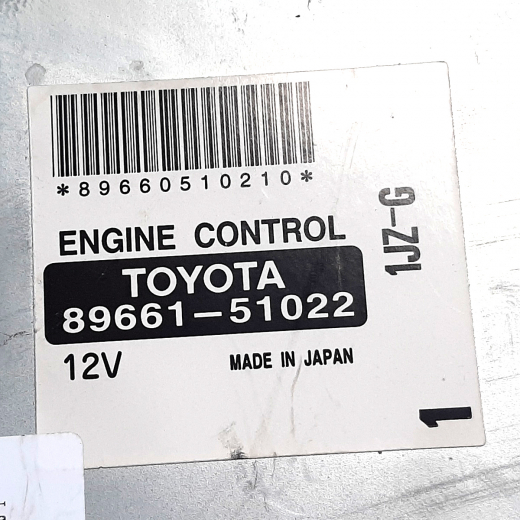 *89660510210*
ENGINE CONTROL
TOYOTA
89661-51022
12V MADE IN JAPAN
1JZ-G
1